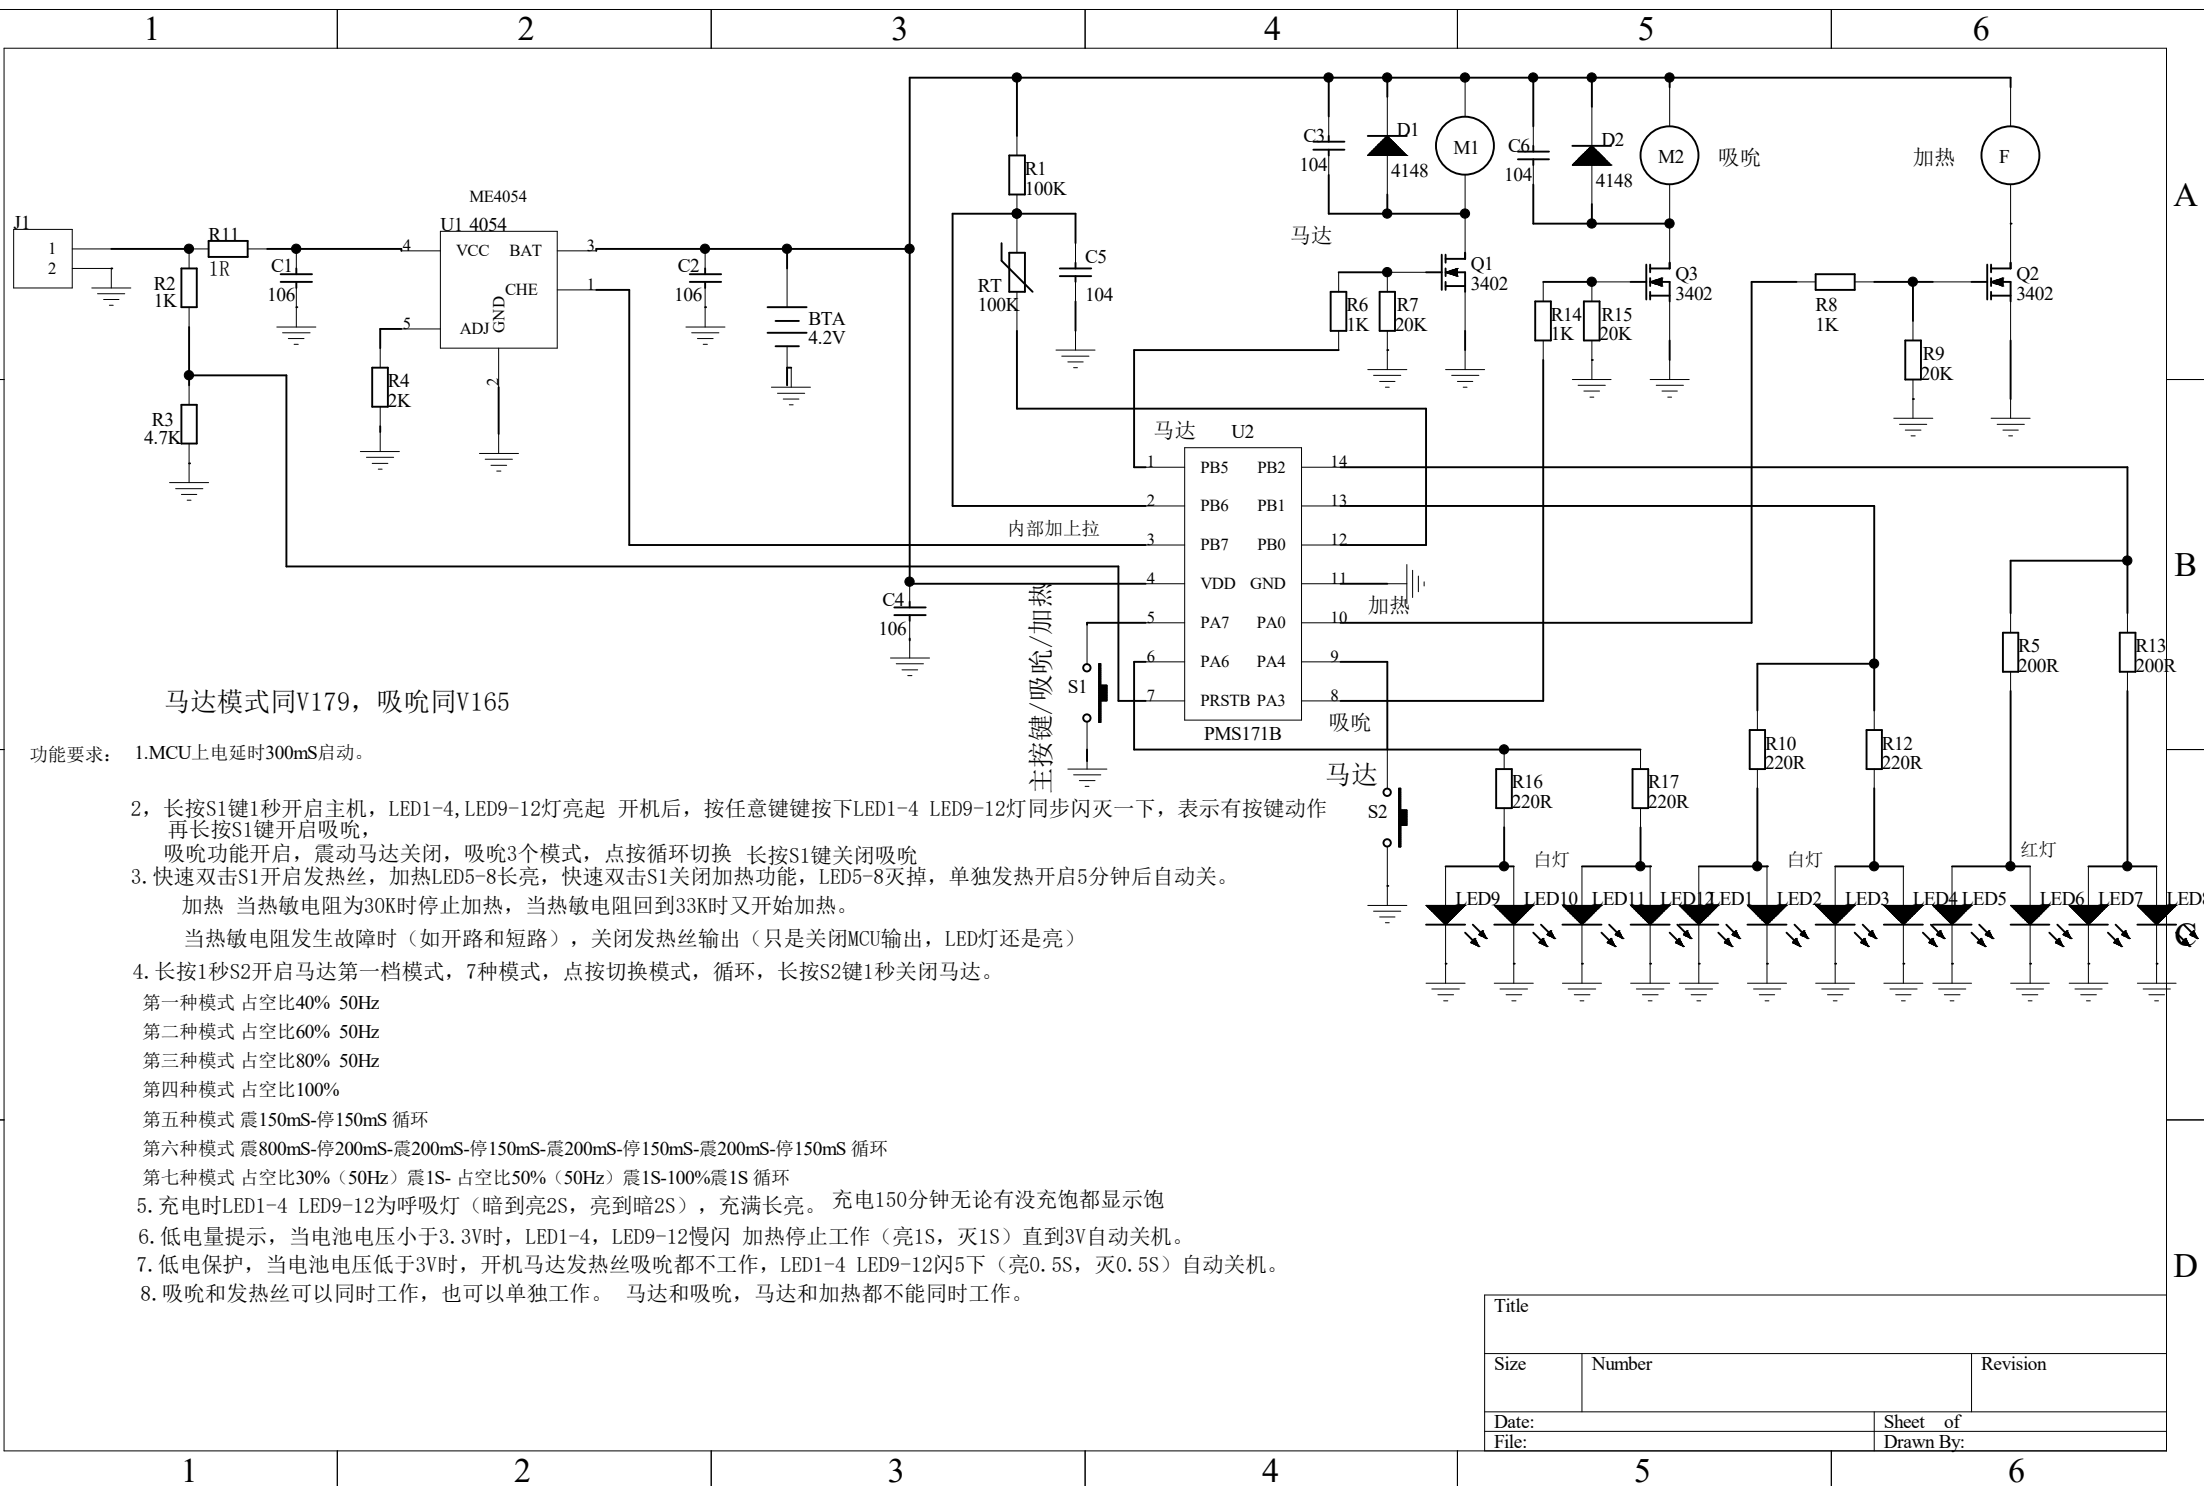 1 2 3 4 5 6
A
B
C
D
J1
1
2
R11
1R
R2
1K
C1
106
R3
4.7K
ME4054
U1 4054
4 VCC BAT 3
CHE 1
5 ADJ GND
2
R4
2K
C2
106
BTA
4.2V
C4
106
R1
100K
RT
100K
C5
104
C3
104
D1
4148
M1
马达
Q1
3402
R6
1K
R7
20K
C6
104
D2
4148
M2
吸吮
Q3
3402
R14
1K
R15
20K
加热
F
Q2
3402
R8
1K
R9
20K
马达 U2
1 PB5 PB2 14
2 PB6 PB1 13
内部加上拉
3 PB7 PB0 12
4 VDD GND 11
加热
5 PA7 PA0 10
6 PA6 PA4 9
7 PRSTB PA3 8
吸吮
PMS171B
主按键/吸吮/加热
S1
马达
S2
R16
220R
R17
220R
R10
220R
R12
220R
R5
200R
R13
200R
白灯 白灯 红灯
LED9 LED10 LED11 LED12 LED1 LED2 LED3 LED4 LED5 LED6 LED7 LED8
马达模式同V179，吸吮同V165
功能要求： 1.MCU上电延时300mS启动。
2，长按S1键1秒开启主机，LED1-4,LED9-12灯亮起 开机后，按任意键键按下LED1-4 LED9-12灯同步闪灭一下，表示有按键动作
再长按S1键开启吸吮，
吸吮功能开启，震动马达关闭，吸吮3个模式，点按循环切换 长按S1键关闭吸吮
3.快速双击S1开启发热丝，加热LED5-8长亮，快速双击S1关闭加热功能，LED5-8灭掉，单独发热开启5分钟后自动关。
加热 当热敏电阻为30K时停止加热，当热敏电阻回到33K时又开始加热。
当热敏电阻发生故障时（如开路和短路），关闭发热丝输出（只是关闭MCU输出，LED灯还是亮）
4.长按1秒S2开启马达第一档模式，7种模式，点按切换模式，循环，长按S2键1秒关闭马达。
第一种模式 占空比40% 50Hz
第二种模式 占空比60% 50Hz
第三种模式 占空比80% 50Hz
第四种模式 占空比100%
第五种模式 震150mS-停150mS 循环
第六种模式 震800mS-停200mS-震200mS-停150mS-震200mS-停150mS-震200mS-停150mS 循环
第七种模式 占空比30%（50Hz）震1S- 占空比50%（50Hz）震1S-100%震1S 循环
5.充电时LED1-4 LED9-12为呼吸灯（暗到亮2S，亮到暗2S），充满长亮。 充电150分钟无论有没充饱都显示饱
6.低电量提示，当电池电压小于3.3V时，LED1-4，LED9-12慢闪 加热停止工作（亮1S，灭1S）直到3V自动关机。
7.低电保护，当电池电压低于3V时，开机马达发热丝吸吮都不工作，LED1-4 LED9-12闪5下（亮0.5S，灭0.5S）自动关机。
8.吸吮和发热丝可以同时工作，也可以单独工作。 马达和吸吮，马达和加热都不能同时工作。
Title
Size Number Revision
Date: Sheet of
File: Drawn By:
1 2 3 4 5 6